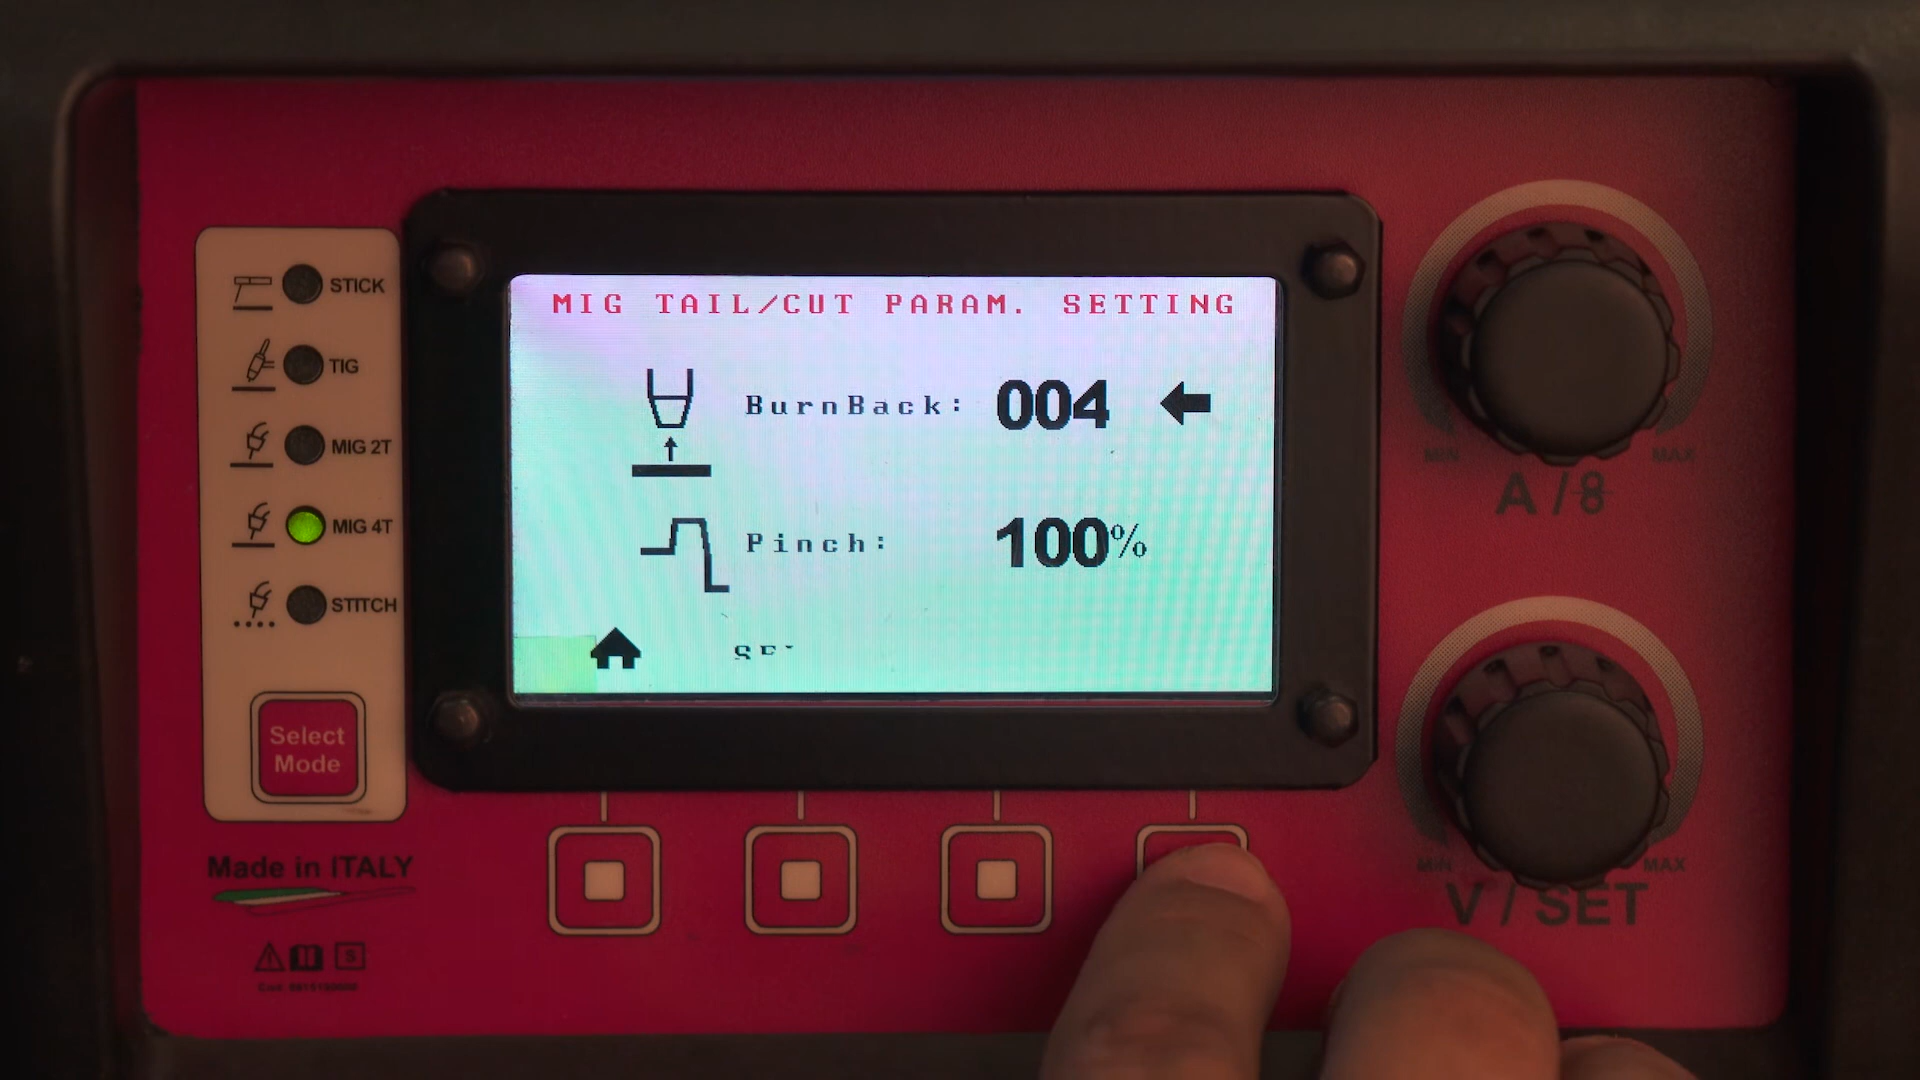 MIG TAIL/CUT PARAM. SETTING
BurnBack: 004
Pinch: 100%
STICK
TIG
MIG 2T
MIG 4T
STITCH
Select
Mode
Made in ITALY
S
MIN MAX
A / 8
MIN MAX
V / SET